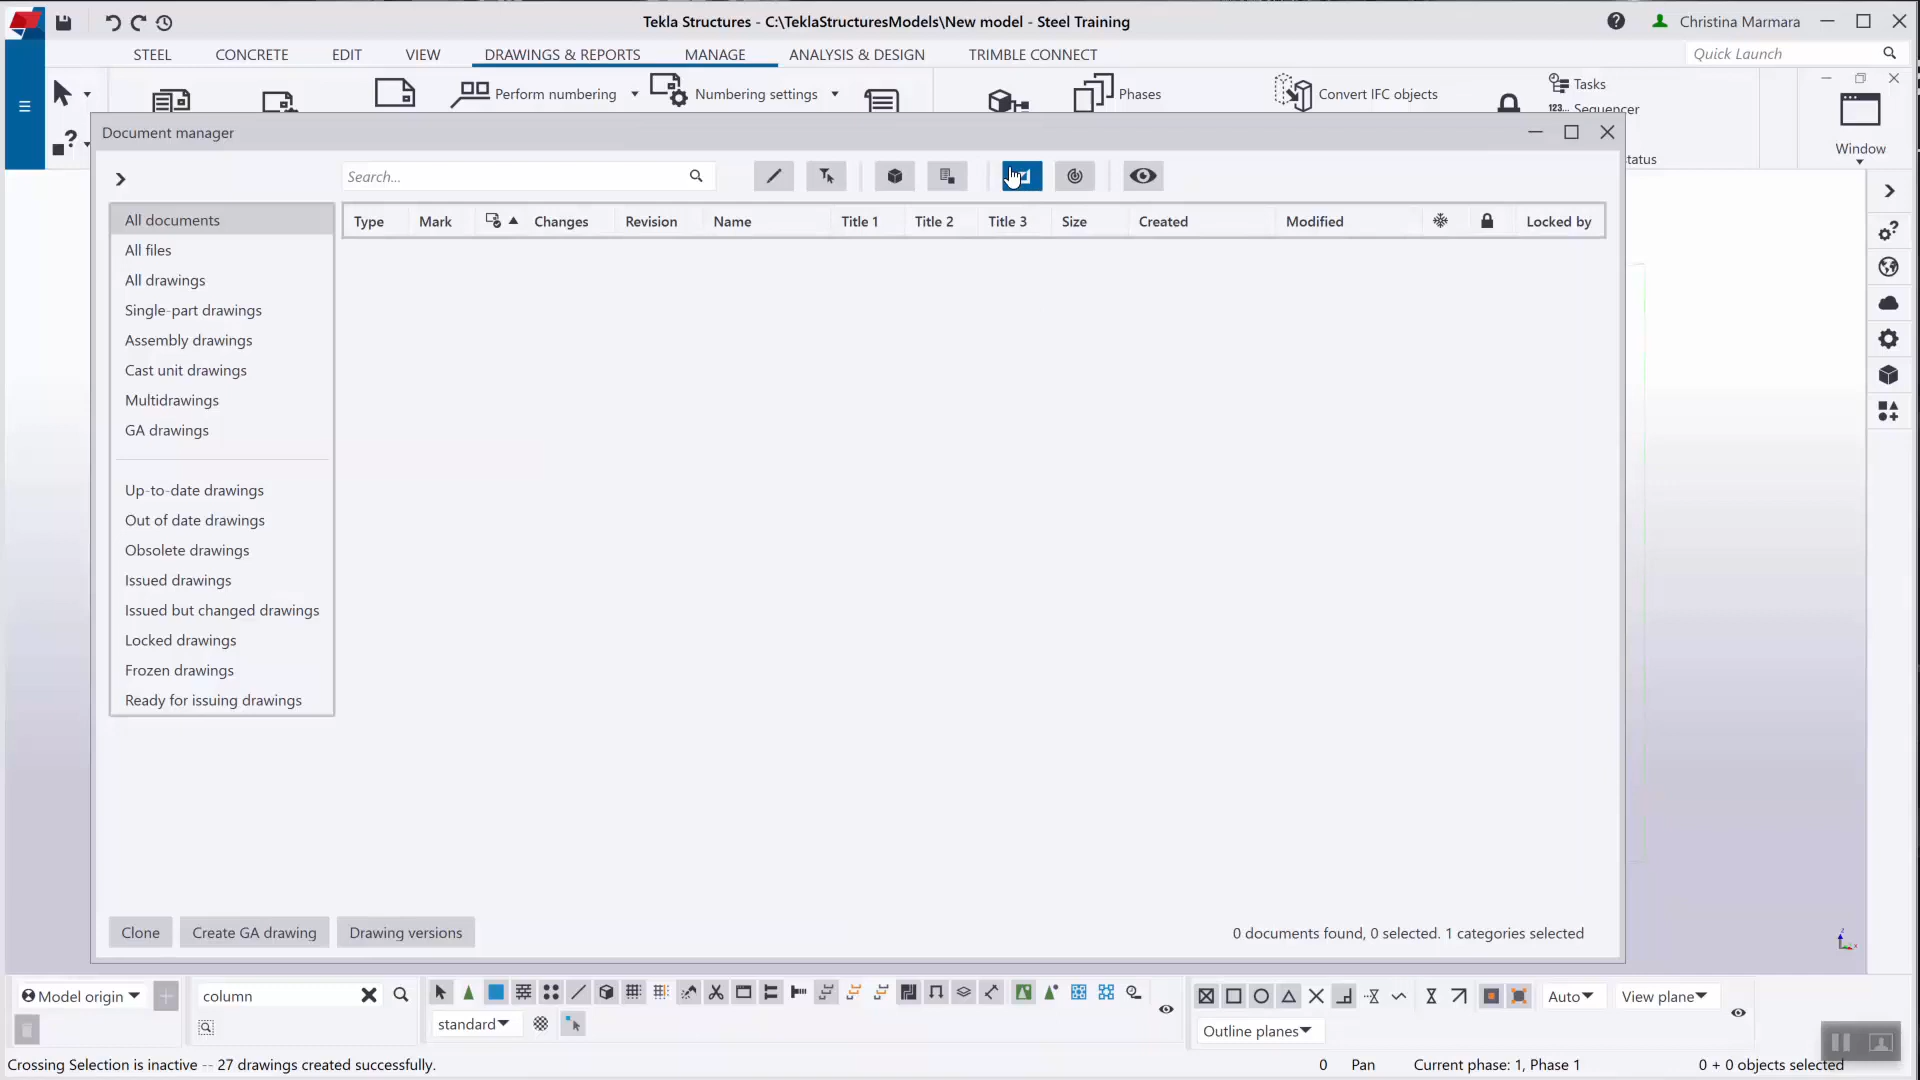 Tekla Structures - C:\TeklaStructuresModels\New model - Steel Training
Christina Marmara
STEEL
CONCRETE
EDIT
VIEW
DRAWINGS & REPORTS
MANAGE
ANALYSIS & DESIGN
TRIMBLE CONNECT
Quick Launch
Perform numbering
Numbering settings
Phases
Convert IFC objects
Tasks
123... Sequencer
Window
status
Document manager
Search...
All documents
All files
All drawings
Single-part drawings
Assembly drawings
Cast unit drawings
Multidrawings
GA drawings
Up-to-date drawings
Out of date drawings
Obsolete drawings
Issued drawings
Issued but changed drawings
Locked drawings
Frozen drawings
Ready for issuing drawings
Type
Mark
Changes
Revision
Name
Title 1
Title 2
Title 3
Size
Created
Modified
Locked by
Clone
Create GA drawing
Drawing versions
0 documents found, 0 selected. 1 categories selected
Model origin
column
standard
Auto
View plane
Outline planes
Crossing Selection is inactive -- 27 drawings created successfully.
0
Pan
Current phase: 1, Phase 1
0 + 0 objects selected